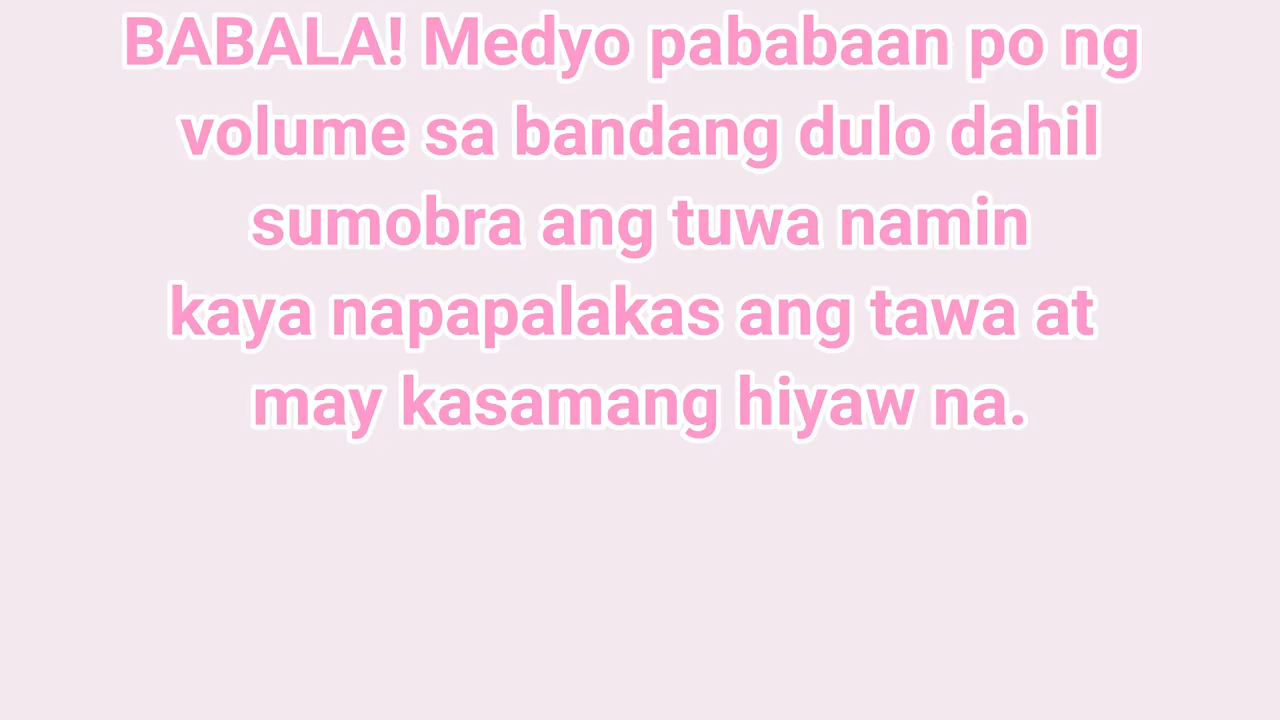 BABALA! Medyo pababaan po ng
volume sa bandang dulo dahil
sumobra ang tuwa namin
kaya napapalakas ang tawa at
may kasamang hiyaw na.